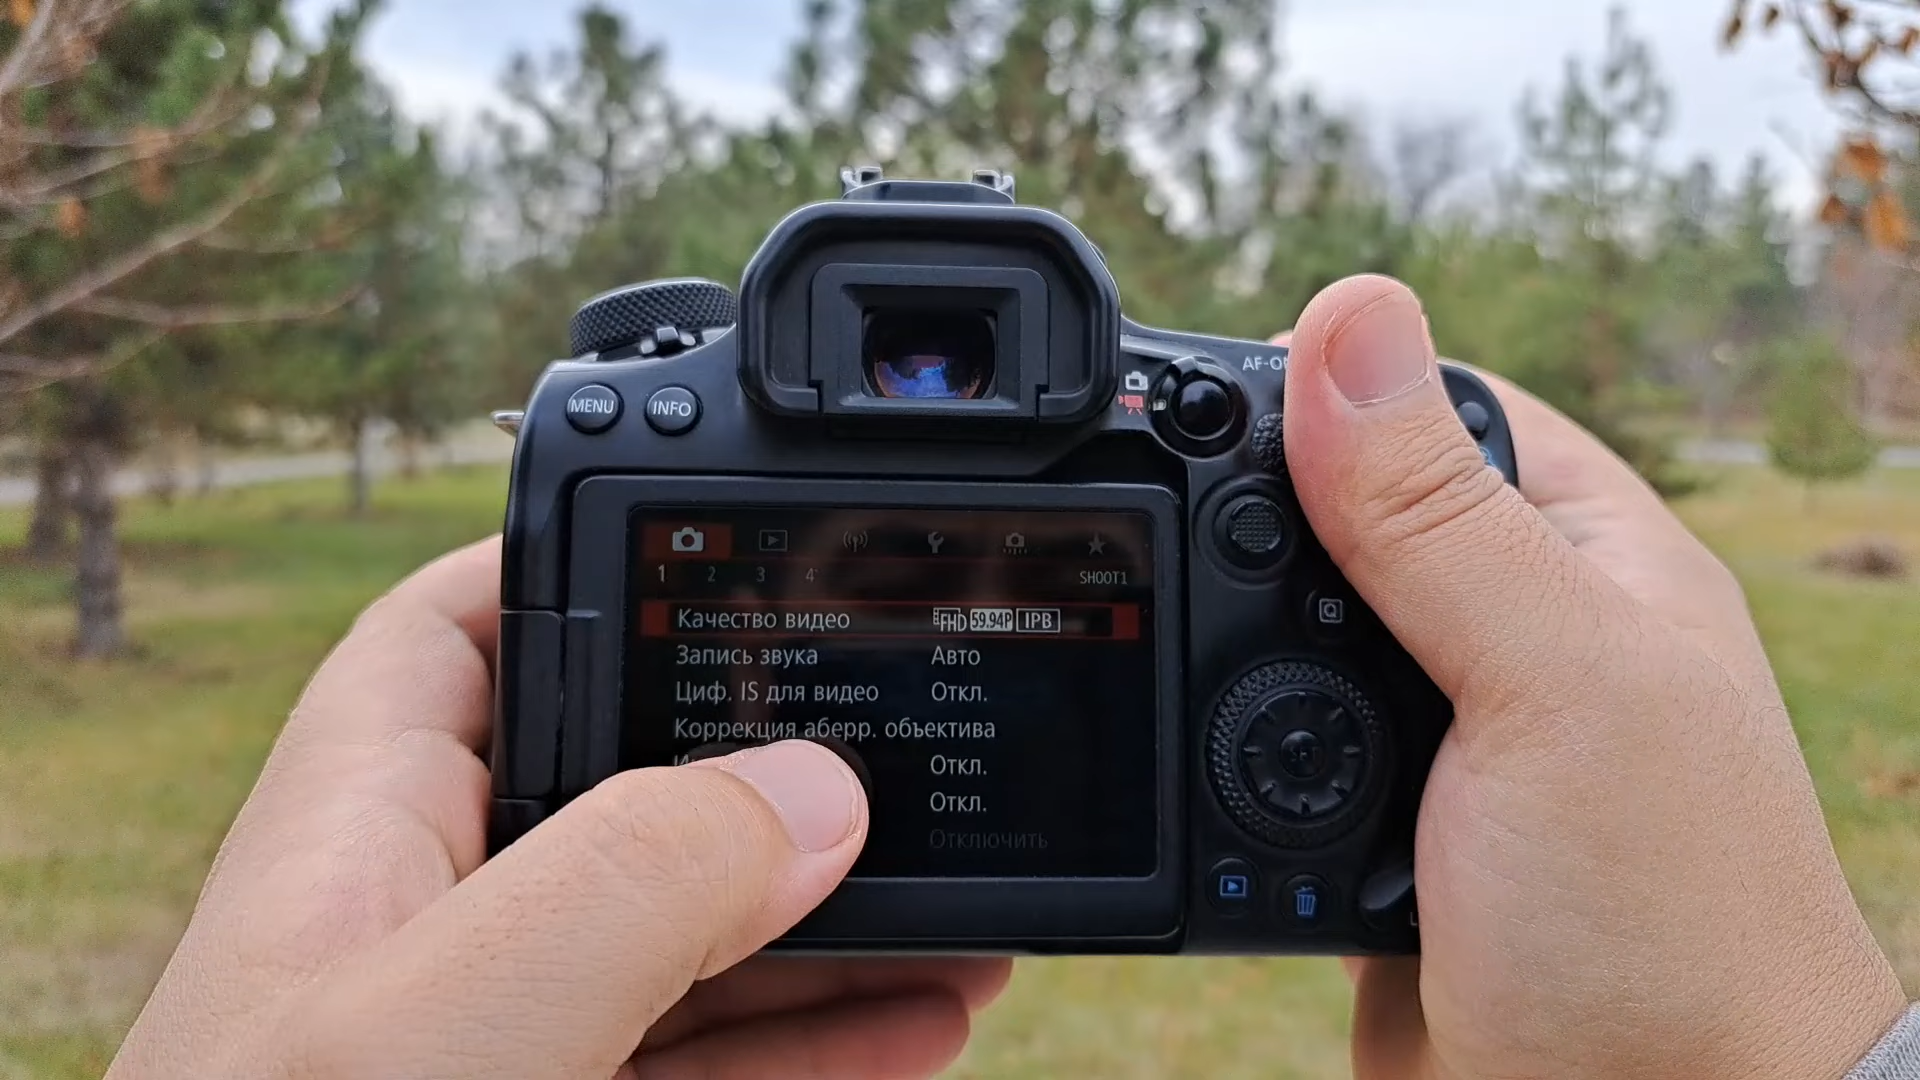 AF-O
MENU INFO
1 2 3 4 SHOOT1
Качество видео FHD 59.94P IPB
Запись звука Авто
Циф. IS для видео Откл.
Коррекция аберр. объектива
Откл.
Откл.
Отключить
Q
SET
L